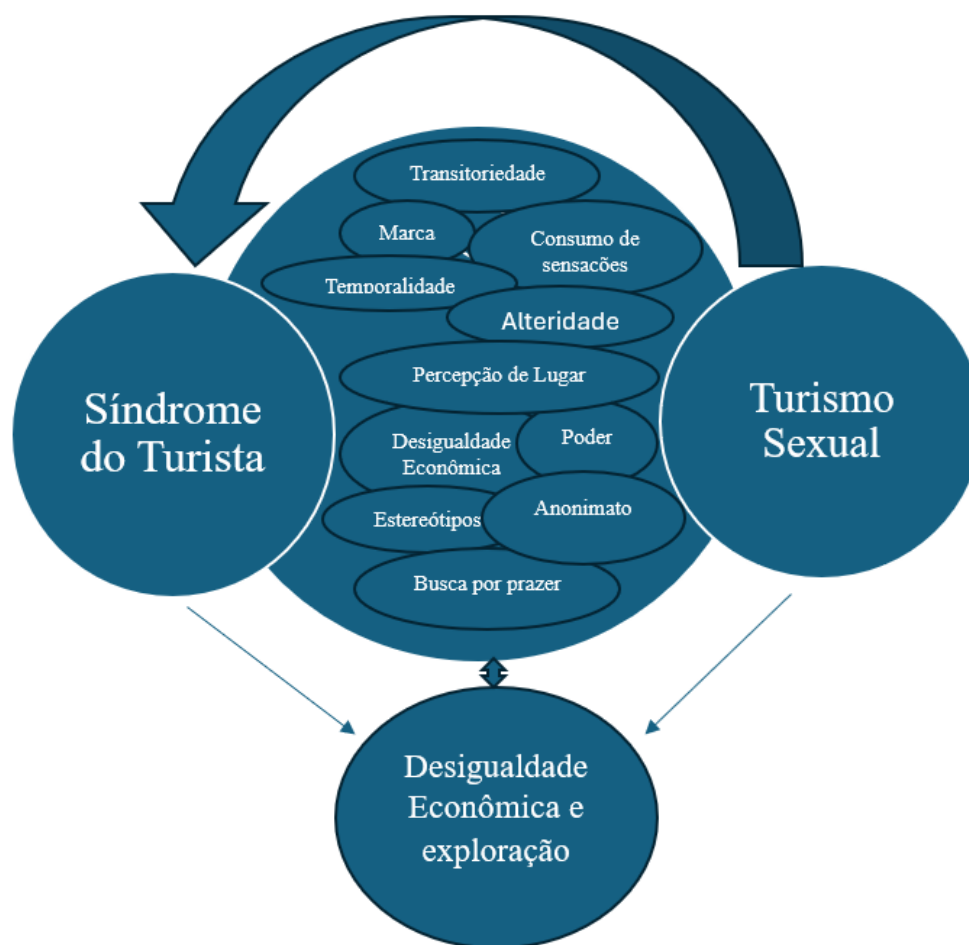 Transitoriedade
Marca
Consumo de
sensacões
Temporalidade
Alteridade
Percepção de Lugar
Síndrome
do Turista
Turismo
Sexual
Desigualdade
Econômica
Poder
Estereótipos
Anonimato
Busca por prazer
Desigualdade
Econômica e
exploração